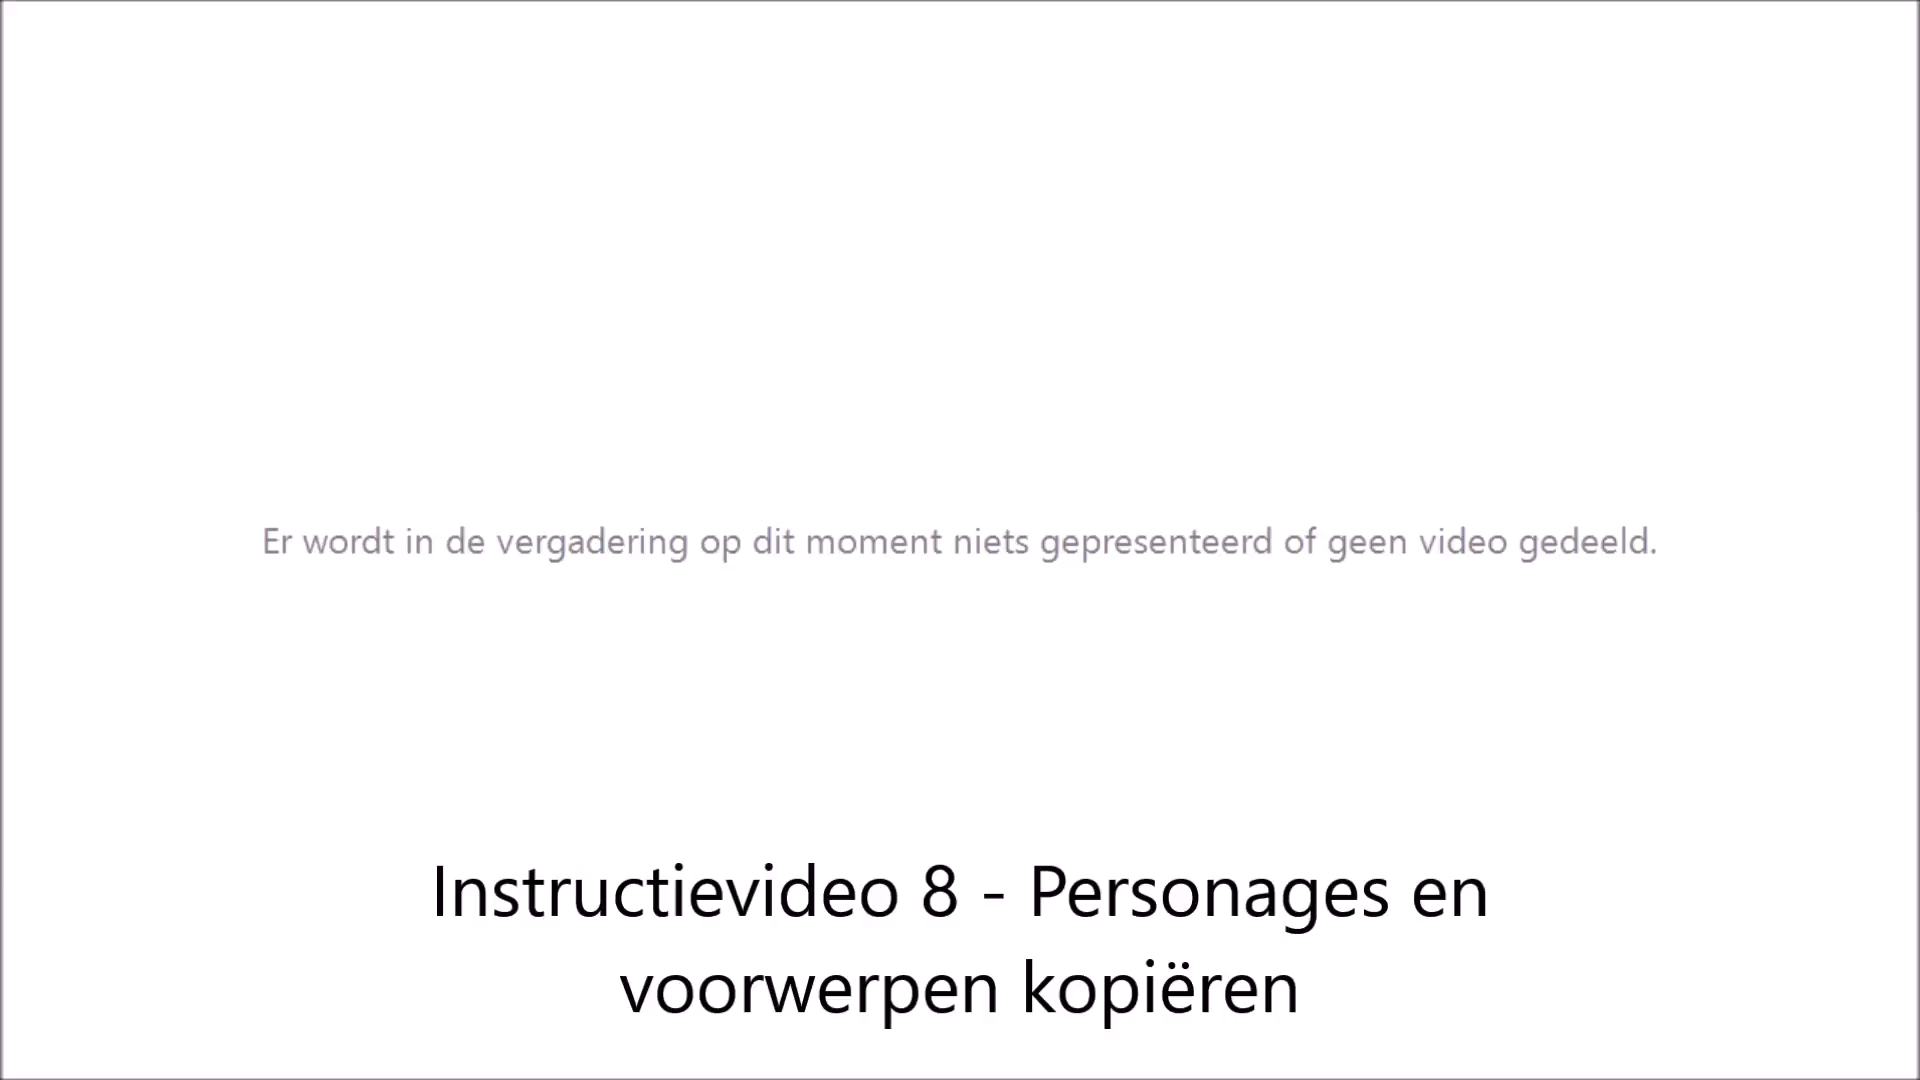 Er wordt in de vergadering op dit moment niets gepresenteerd of geen video gedeeld.
Instructievideo 8 - Personages en
voorwerpen kopiëren